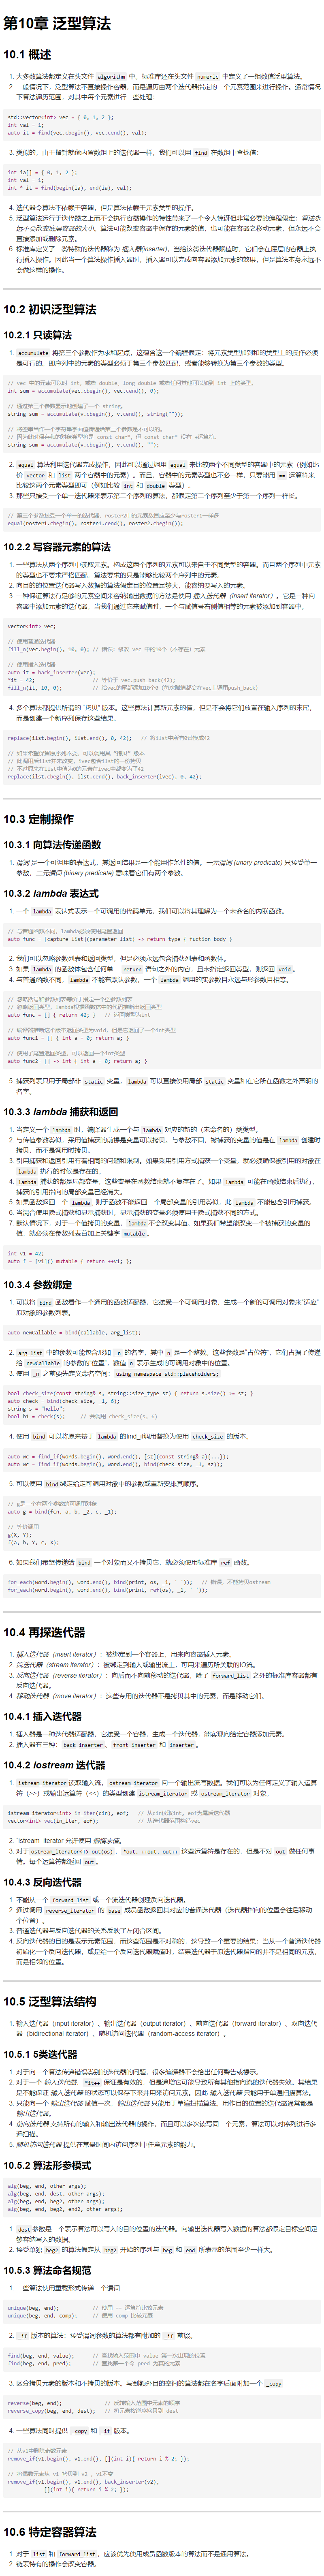 第10章 泛型算法
10.1 概述
1. 大多数算法都定义在头文件 algorithm 中。标准库还在头文件 numeric 中定义了一组数值泛型算法。
2. 一般情况下，泛型算法不直接操作容器，而是遍历由两个迭代器指定的一个元素范围来进行操作。通常情况
下算法遍历范围，对其中每个元素进行一些处理：
std::vector<int> vec = { 0, 1, 2 };
int val = 1;
auto it = find(vec.cbegin(), vec.cend(), val);
3. 类似的，由于指针就像内置数组上的迭代器一样，我们可以用 find 在数组中查找值：
int ia[] = { 0, 1, 2 };
int val = 1;
int * it = find(begin(ia), end(ia), val);
4. 迭代器令算法不依赖于容器，但是算法依赖于元素类型的操作。
5. 泛型算法运行于迭代器之上而不会执行容器操作的特性带来了一个令人惊讶但非常必要的编程假定：算法永
远不会改变底层容器的大小。算法可能改变容器中保存的元素的值，也可能在容器中移动元素，但永远不会
直接添加或删除元素。
6. 标准库定义了一类特殊的迭代器称为 插入器(inserter)，当给这类迭代器赋值时，它们会在底层的容器上执
行插入操作。因此当一个算法操作插入器时，插入器可以完成向容器添加元素的效果，但是算法本身永远不
会做这样的操作。
10.2 初识泛型算法
10.2.1 只读算法
1. accumulate 将第三个参数作为求和起点，这蕴含这一个编程假定：将元素类型加到和的类型上的操作必须
是可行的。即序列中的元素的类型必须于第三个参数匹配，或者能够转换为第三个参数的类型。
// vec 中的元素可以时 int, 或者 double, long double 或者任何其他可以加到 int 上的类型。
int sum = accumulate(vec.cbegin(), vec.cend(), 0);
// 通过第三个参数显示地创建了一个 string。
string sum = accumulate(v.cbegin(), v.cend(), string(""));
// 将空串当作一个字符串字面值传递给第三个参数是不可以的。
// 因为此时保存和的对象类型将是 const char*, 但 const char* 没有 +运算符。
string sum = accumulate(v.cbegin(), v.cend(), "");
2. equal 算法利用迭代器完成操作，因此可以通过调用 equal 来比较两个不同类型的容器中的元素（例如比
价 vector 和 list 两个容器中的元素）。而且，容器中的元素类型也不必一样，只要能用 == 运算符来
比较这两个元素类型即可（例如比较 int 和 double 类型）。
3. 那些只接受一个单一迭代器来表示第二个序列的算法，都假定第二个序列至少于第一个序列一样长。
// 第三个参数接受一个单一的迭代器，roster2中的元素数目应至少与roster1一样多
equal(roster1.cbegin(), roster1.cend(), roster2.cbegin());
10.2.2 写容器元素的算法
1. 一些算法从两个序列中读取元素。构成这两个序列的元素可以来自于不同类型的容器。而且两个序列中元素
的类型也不要求严格匹配，算法要求的只是能够比较两个序列中的元素。
2. 向目的的位置迭代器写入数据的算法假定目的位置足够大，能容纳要写入的元素。
3. 一种保证算法有足够的元素空间来容纳输出数据的方法是使用 插入迭代器（insert iterator）。它是一种向
容器中添加元素的迭代器，当我们通过它来赋值时，一个与赋值号右侧值相等的元素被添加到容器中。
vector<int> vec;
// 使用普通迭代器
fill_n(vec.begin(), 10, 0); // 错误：修改 vec 中的10个（不存在）元素
// 使用插入迭代器
auto it = back_inserter(vec);
*it = 42; // 等价于 vec.push_back(42);
fill_n(it, 10, 0); // 给vec的尾部添加10个0（每次赋值都会在vec上调用push_back）
4. 多个算法都提供所谓的“拷贝”版本。这些算法计算新元素的值，但是不会将它们放置在输入序列的末尾，
而是创建一个新序列保存这些结果。
replace(ilst.begin(), ilst.end(), 0, 42); // 将lst中所有0替换成42
// 如果希望保留原序列不变，可以调用其“拷贝”版本
// 此调用后ilst并未改变，ivec包含ilst的一份拷贝
// 不过原来在ilst中值为0的元素在ivec中都变为了42
replace(ilst.cbegin(), ilst.cend(), back_inserter(ivec), 0, 42);
10.3 定制操作
10.3.1 向算法传递函数
1. 谓词 是一个可调用的表达式，其返回结果是一个能用作条件的值。一元谓词 (unary predicate) 只接受单一
参数，二元谓词 (binary predicate) 意味着它们有两个参数。
10.3.2 lambda 表达式
1. 一个 lambda 表达式表示一个可调用的代码单元，我们可以将其理解为一个未命名的内联函数。
// 与普通函数不同，lambda必须使用尾置返回
auto func = [capture list](parameter list) -> return type { fuction body }
2. 我们可以忽略参数列表和返回类型，但是必须永远包含捕获列表和函数体。
3. 如果 lambda 的函数体包含任何单一 return 语句之外的内容，且未指定返回类型，则返回 void 。
4. 与普通函数不同，lambda 不能有默认参数，一个 lambda 调用的实参数目永远与形参数目相等。
// 忽略括号和参数列表等价于指定一个空参数列表
// 忽略返回类型，lambda根据函数体中的代码推断出返回类型
auto func = [] { return 42; } // 返回类型为int
// 编译器推断这个版本返回类型为void，但是它返回了一个int类型
auto func1 = [] { int a = 0; return a; }
// 使用了尾置返回类型，可以返回一个int类型
auto func2= [] -> int { int a = 0; return a; }
5. 捕获列表只用于局部非 static 变量， lambda 可以直接使用局部 static 变量和在它所在函数之外声明的
名字。
10.3.3 lambda 捕获和返回
1. 当定义一个 lambda 时，编译器生成一个与 lambda 对应的新的（未命名的）类类型。
2. 与传值参数类似，采用值捕获的前提是变量可以拷贝。与参数不同，被捕获的变量的值是在 lambda 创建时
拷贝，而不是调用时拷贝。
3. 引用捕获和返回引用有着相同的问题和限制。如果采用引用方式捕获一个变量，就必须确保被引用的对象在
lambda 执行的时候是存在的。
4. lambda 捕获的都是局部变量，这些变量在函数结束就不复存在了。如果 lambda 可能在函数结束后执行，
捕获的引用指向的局部变量已经消失。
5. 如果函数返回一个 lambda ，则于函数不能返回一个局部变量的引用类似，此 lambda 不能包含引用捕获。
6. 当混合使用隐式捕获和显示捕获时，显示捕获的变量必须使用于隐式捕获不同的方式。
7. 默认情况下，对于一个值拷贝的变量，lambda不会改变其值。如果我们希望能改变一个被捕获的变量的
值，就必须在参数列表首加上关键字 mutable 。
int v1 = 42;
auto f = [v1]() mutable { return ++v1; };
10.3.4 参数绑定
1. 可以将 bind 函数看作一个通用的函数适配器，它接受一个可调用对象，生成一个新的可调用对象来“适应”
原对象的参数列表。
auto newCallable = bind(callable, arg_list);
2. arg_list 中的参数可能包含形如 _n 的名字，其中 n 是一个整数。这些参数是“占位符”，它们占据了传递
给 newCallable 的参数的“位置”，数值 n 表示生成的可调用对象中的位置。
3. 使用 _n 之前要先定义命名空间： using namespace std::placeholders;
bool check_size(const string& s, string::size_type sz) { return s.size() >= sz; }
auto check = bind(check_size, _1, 6);
string s = "hello";
bool b1 = check(s); // 会调用 check_size(s, 6)
4. 使用 bind 可以将原来基于 lambda 的find_if调用替换为使用 check_size 的版本。
auto wc = find_if(words.begin(), word.end(), [sz](const string& a){...});
auto wc = find_if(words.begin(), word.end(), bind(check_size, _1, sz));
5. 可以使用 bind绑定给定可调用对象中的参数或重新安排其顺序。
// g是一个有两个参数的可调用对象
auto g = bind(fcn, a, b, _2, c, _1);
// 等价调用
g(X, Y);
f(a, b, Y, c, X);
6. 如果我们希望传递给 bind 一个对象而又不拷贝它，就必须使用标准库 ref 函数。
for_each(word.begin(), word.end(), bind(print, os, _1, ' ')); // 错误，不能拷贝ostream
for_each(word.begin(), word.end(), bind(print, ref(os), _1, ' '));
10.4 再探迭代器
1. 插入迭代器（insert iterator）：被绑定到一个容器上，用来向容器插入元素。
2. 流迭代器（stream iterator）：被绑定到输入或输出流上，可用来遍历所关联的IO流。
3. 反向迭代器（reverse iterator）：向后而不向前移动的迭代器，除了 forward_list 之外的标准库容器都有
反向迭代器。
4. 移动迭代器（move iterator）：这些专用的迭代器不是拷贝其中的元素，而是移动它们。
10.4.1 插入迭代器
1. 插入器是一种迭代器适配器，它接受一个容器，生成一个迭代器，能实现向给定容器添加元素。
2. 插入器有三种： back_inserter 、 front_inserter 和 inserter 。
10.4.2 iostream 迭代器
1. istream_iterator读取输入流， ostream_iterator 向一个输出流写数据。我们可以为任何定义了输入运算
符（>>）或输出运算符（<<）的类型创建 istream_iterator 或 ostream_iterator 对象。
istream_iterator<int> in_iter(cin), eof; // 从cin读取int, eof为尾后迭代器
vector<int> vec(in_iter, eof); // 从迭代器范围构造vec
2. `istream_iterator 允许使用 懒惰求值。
3. 对于 ostream_iterator<T> out(os) ， *out, ++out, out++ 这些运算符是存在的，但是不对 out 做任何事
情。每个运算符都返回 out。
10.4.3 反向迭代器
1. 不能从一个 forward_list 或一个流迭代器创建反向迭代器。
2. 通过调用 reverse_iterator 的 base 成员函数返回其对应的普通迭代器（迭代器指向的位置会往后移动一
个位置）。
3. 普通迭代器与反向迭代器的关系反映了左闭合区间。
4. 反向迭代器的目的是表示元素范围，而这些范围是不对称的，这导致一个重要的结果：当从一个普通迭代器
初始化一个反向迭代器，或是给一个反向迭代器赋值时，结果迭代器于原迭代器指向的并不是相同的元素，
而是相邻的位置。
10.5 泛型算法结构
1. 输入迭代器（input iterator）、输出迭代器（output iterator）、前向迭代器（forward iterator）、双向迭代
器（bidirectional iterator）、随机访问迭代器（random-access iterator）。
10.5.1 5类迭代器
1. 对于向一个算法传递错误类别的迭代器的问题，很多编译器不会给出任何警告或提示。
2. 对于一个 输入迭代器， *it++ 保证是有效的，但是递增它可能导致所有其他指向流的迭代器失效。其结果
是不能保证 输入迭代器 的状态可以保存下来并用来访问元素。因此 输入迭代器 只能用于单遍扫描算法。
3. 只能向一个 输出迭代器 赋值一次，输出迭代器 只能用于单遍扫描算法。用作目的位置的迭代器通常都是
输出迭代器。
4. 前向迭代器 支持所有的输入和输出迭代器的操作，而且可以多次读写同一个元素，算法可以对序列进行多
遍扫描。
5. 随机访问迭代器 提供在常量时间内访问序列中任意元素的能力。
10.5.2 算法形参模式
alg(beg, end, other args);
alg(beg, end, dest, other args);
alg(beg, end, beg2, other args);
alg(beg, end, beg2, end2, other args);
1. dest 参数是一个表示算法可以写入的目的位置的迭代器。向输出迭代器写入数据的算法都假定目标空间足
够容纳写入的数据。
2. 接受单独 beg2 的算法假定从 beg2 开始的序列与 beg 和 end 所表示的范围至少一样大。
10.5.3 算法命名规范
1. 一些算法使用重载形式传递一个谓词
unique(beg, end); // 使用 == 运算符比较元素
unique(beg, end, comp); // 使用 comp 比较元素
2. _if 版本的算法：接受谓词参数的算法都有附加的 _if 前缀。
find(beg, end, value); // 查找输入范围中 value 第一次出现的位置
find(beg, end, pred); // 查找第一个令 pred 为真的元素
3. 区分拷贝元素的版本和不拷贝的版本。写到额外目的空间的算法都在名字后面附加一个 _copy
reverse(beg, end); // 反转输入范围中元素的顺序
reverse_copy(beg, end, dest); // 将元素按逆序拷贝到 dest
4. 一些算法同时提供 _copy 和 _if 版本。
// 从v1中删除奇数元素
remove_if(v1.begin(), v1.end(), [](int i){ return i % 2; });
// 将偶数元素从 v1 拷贝到 v2 ，v1不变
remove_if(v1.begin(), v1.end(), back_inserter(v2),
[](int i){ return i % 2; });
10.6 特定容器算法
1. 对于 list 和 forward_list ，应该优先使用成员函数版本的算法而不是通用算法。
2. 链表特有的操作会改变容器。